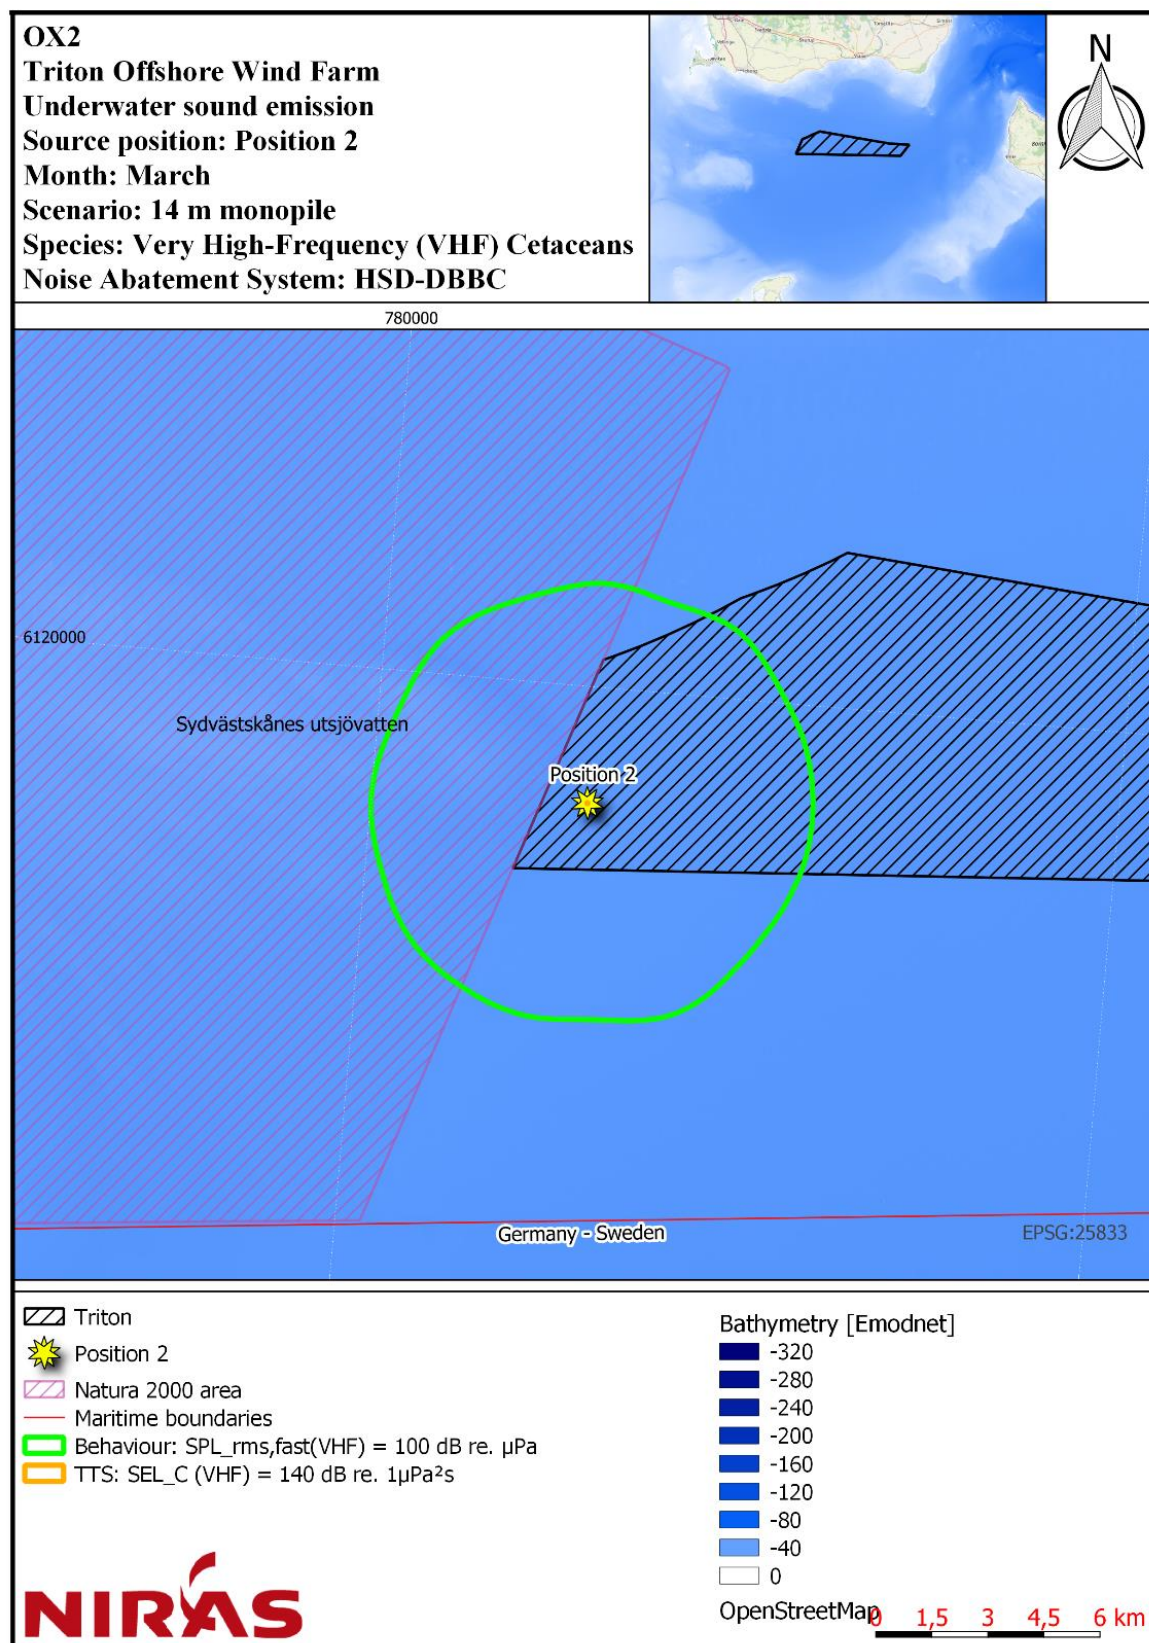 OX2
Triton Offshore Wind Farm
Underwater sound emission
Source position: Position 2
Month: March
Scenario: 14 m monopile
Species: Very High-Frequency (VHF) Cetaceans
Noise Abatement System: HSD-DBBC
N
780000
6120000
Sydvästskånes utsjövatten
Position 2
Germany - Sweden
EPSG:25833
Triton
Position 2
Natura 2000 area
Maritime boundaries
Behaviour: SPL_rms,fast(VHF) = 100 dB re. µPa
TTS: SEL_C (VHF) = 140 dB re. 1µPa²s
Bathymetry [Emodnet]
-320
-280
-240
-200
-160
-120
-80
-40
0
OpenStreetMap
0 1,5 3 4,5 6 km
NIRAS